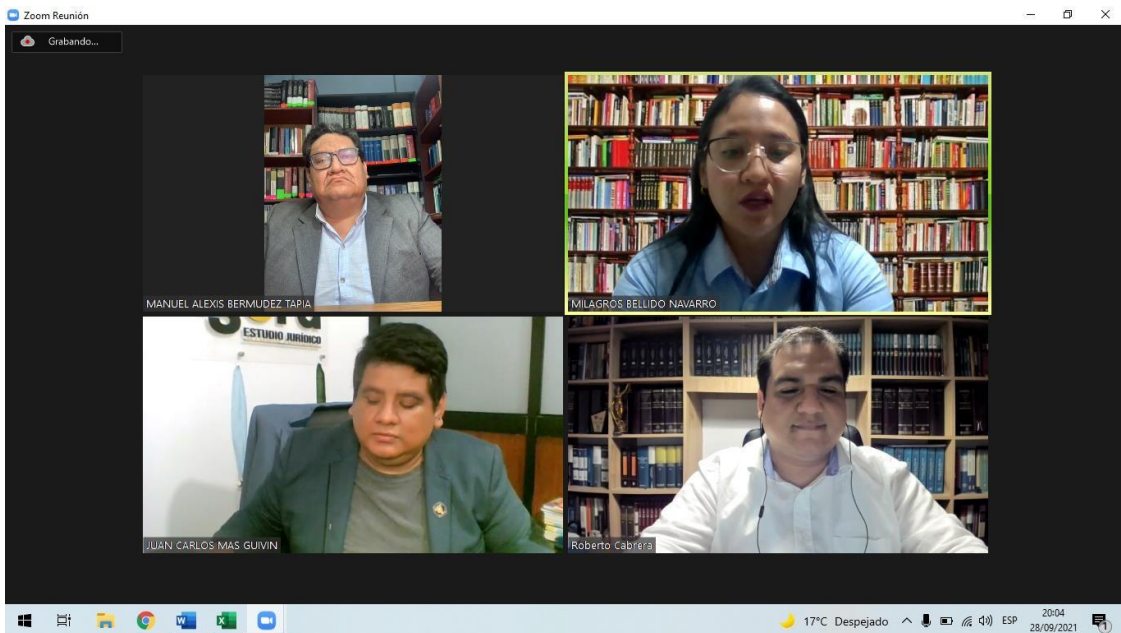 Zoom Reunión
Grabando...
MANUEL ALEXIS BERMUDEZ TAPIA
MILAGROS BELLIDO NAVARRO
ESTUDIO JURÍDICO
JUAN CARLOS MAS GUIVIN
Roberto Cabrera
17°C Despejado
ESP
20:04
28/09/2021